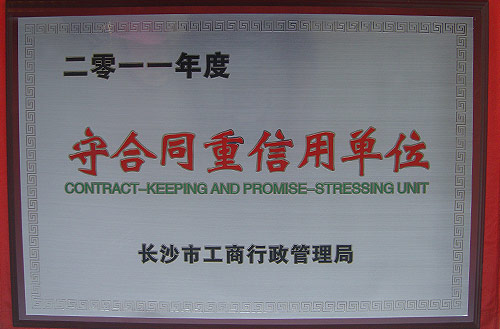 二零一一年度
守合同重信用单位
CONTRACT-KEEPING AND PROMISE-STRESSING UNIT
长沙市工商行政管理局